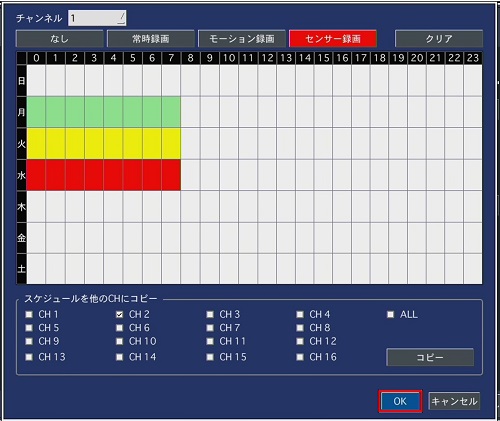 チャンネル 1
なし 常時録画 モーション録画 センサー録画 クリア
0 1 2 3 4 5 6 7 8 9 10 11 12 13 14 15 16 17 18 19 20 21 22 23
日
月
火
水
木
金
土
スケジュールを他のCHにコピー
CH 1 CH 2 CH 3 CH 4 ALL
CH 5 CH 6 CH 7 CH 8
CH 9 CH 10 CH 11 CH 12
CH 13 CH 14 CH 15 CH 16 コピー
OK キャンセル